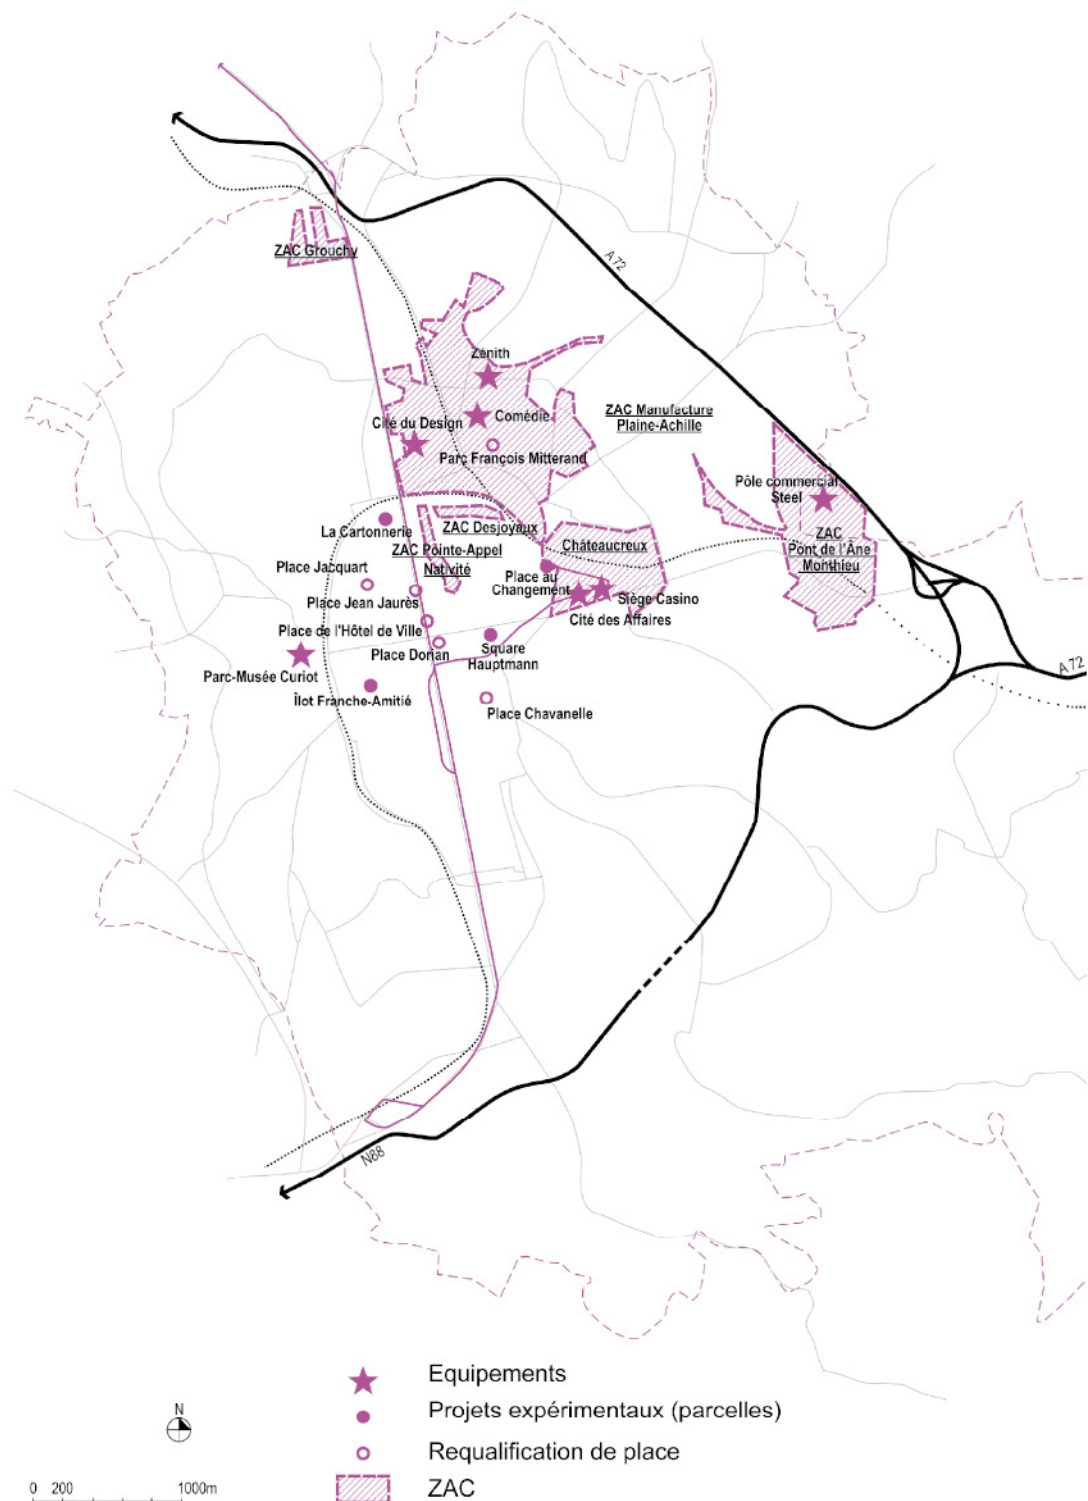 A72
ZAC Grouchy
Zénith
ZAC Manufacture
Plaine-Achille
Comédie
Cité du Design
Parc François Mitterand
Pôle commercial
Steel
La Cartonnerie
ZAC Desjoyaux
ZAC Pointe-Appel
Nativité
Châteaucreux
ZAC
Pont de l'Âne
Monthieu
Place Jacquart
Place au
Changement
Siège Casino
Place Jean Jaurès
Cité des Affaires
Place de l'Hôtel de Ville
Place Dorian
Square
Hauptmann
A72
Parc-Musée Curiot
Îlot Franche-Amitié
Place Chavanelle
N88
Equipements
Projets expérimentaux (parcelles)
Requalification de place
ZAC
N
0 200 1000m